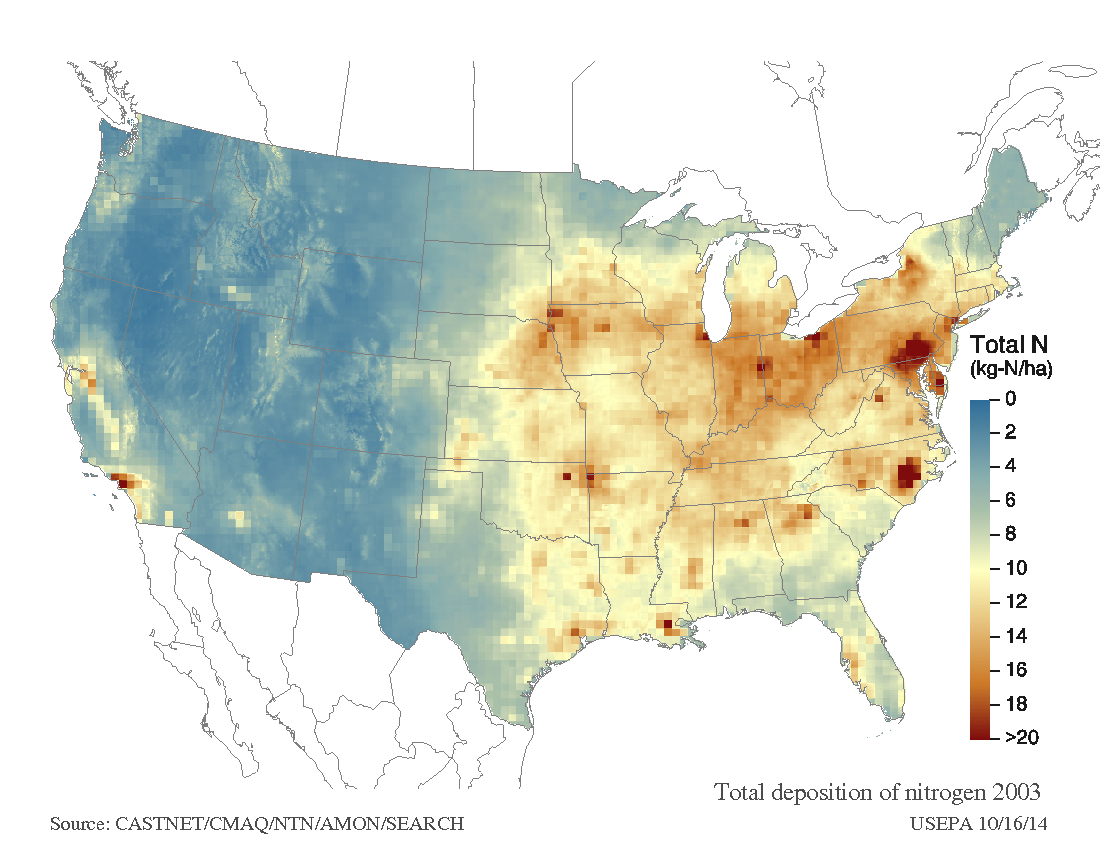 Total N
(kg-N/ha)
0
2
4
6
8
10
12
14
16
18
>20
Total deposition of nitrogen 2003
Source: CASTNET/CMAQ/NTN/AMON/SEARCH
USEPA 10/16/14